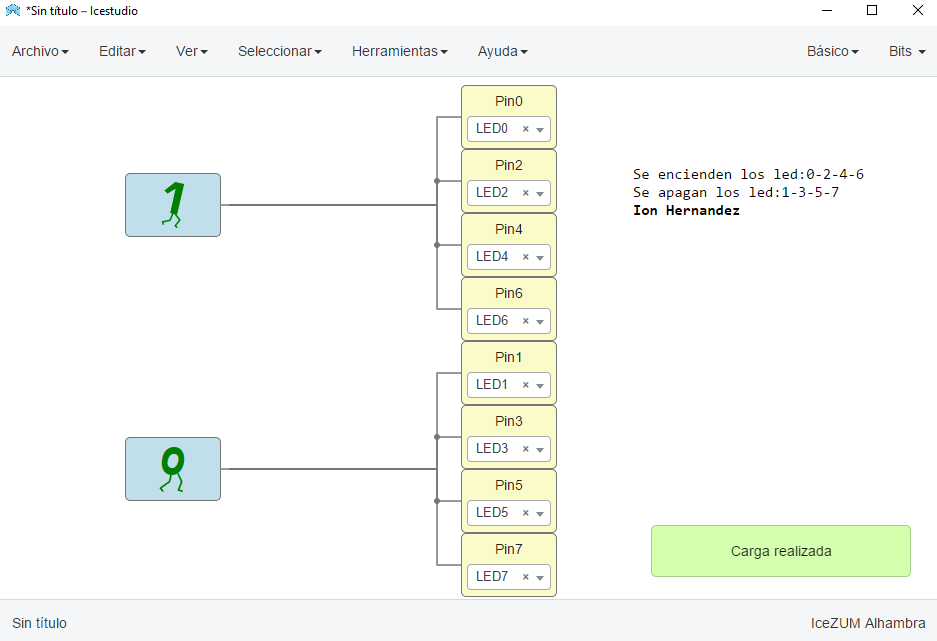 *Sin título – Icestudio
Archivo Editar Ver Seleccionar Herramientas Ayuda Básico Bits
Pin0
LED0 ×
Pin2
LED2 ×
Pin4
LED4 ×
Pin6
LED6 ×
Pin1
LED1 ×
Pin3
LED3 ×
Pin5
LED5 ×
Pin7
LED7 ×
1
0
Se encienden los led:0-2-4-6
Se apagan los led:1-3-5-7
Ion Hernandez
Carga realizada
Sin título IceZUM Alhambra